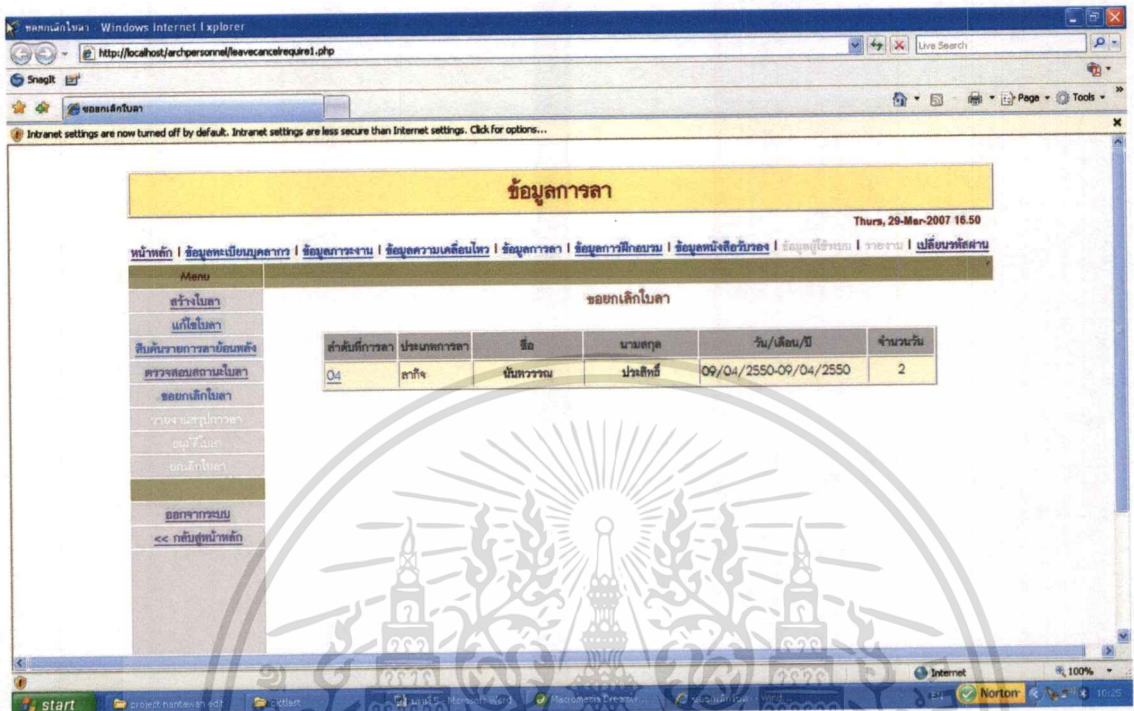 ขอยกเลิกใบลา - Windows Internet Explorer
http://localhost/archpersonnel/leavecancelrequire1.php
Live Search
SnagIt
ขอยกเลิกใบลา
Page
Tools
Intranet settings are now turned off by default. Intranet settings are less secure than Internet settings. Click for options...
ข้อมูลการลา
Thurs, 29-Mar-2007 16.50
หน้าหลัก | ข้อมูลทะเบียนบุคลากร | ข้อมูลภาระงาน | ข้อมูลความเคลื่อนไหว | ข้อมูลการลา | ข้อมูลการฝึกอบรม | ข้อมูลหนังสือรับรอง | ข้อมูลผู้ใช้ระบบ | รายงาน | เปลี่ยนรหัสผ่าน
Menu
สร้างใบลา
แก้ไขใบลา
สืบค้นรายการลาย้อนหลัง
ตรวจสอบสถานะใบลา
ขอยกเลิกใบลา
รายงานสรุปการลา
อนุมัติใบลา
ยกเลิกใบลา
ออกจากระบบ
<< กลับสู่หน้าหลัก
ขอยกเลิกใบลา
ลำดับที่การลา ประเภทการลา ชื่อ นามสกุล วัน/เดือน/ปี จำนวนวัน
04 ลากิจ นันทวรรณ ประสิทธิ์ 09/04/2550-09/04/2550 2
Internet
100%
start
project nantawan edit
pictlast
Microsoft Word
Macromedia Dreamw...
EN
Norton
10:25